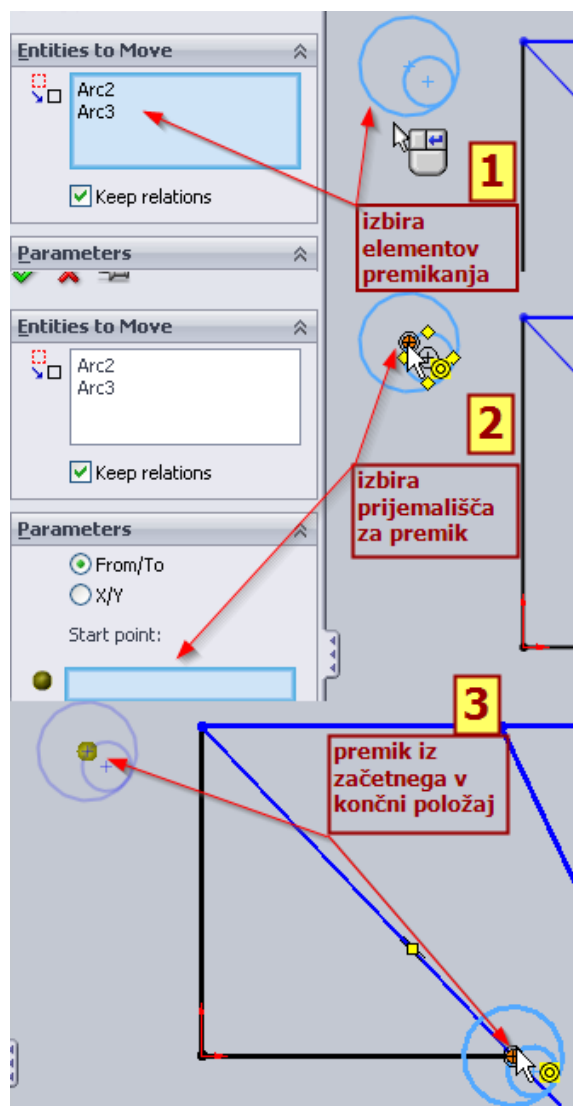 Entities to Move
Arc2
Arc3
Keep relations
Parameters
1
izbira
elementov
premikanja
Entities to Move
Arc2
Arc3
Keep relations
Parameters
From/To
X/Y
Start point:
2
izbira
prijemališča
za premik
3
premik iz
začetnega v
končni položaj